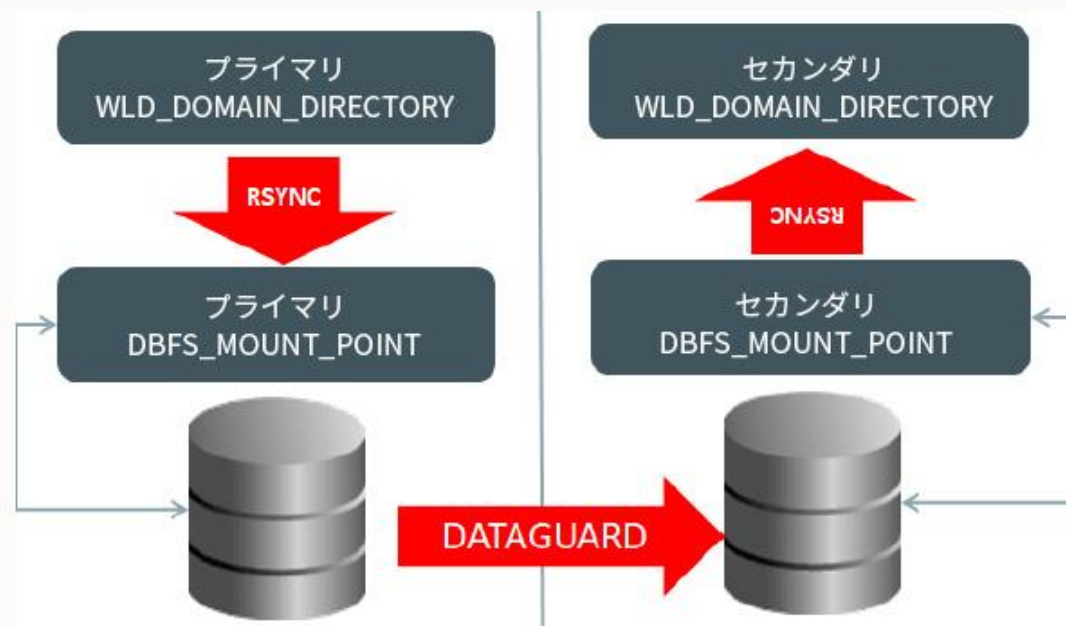 プライマリ
WLD_DOMAIN_DIRECTORY
RSYNC
プライマリ
DBFS_MOUNT_POINT
セカンダリ
WLD_DOMAIN_DIRECTORY
RSYNC
セカンダリ
DBFS_MOUNT_POINT
DATAGUARD